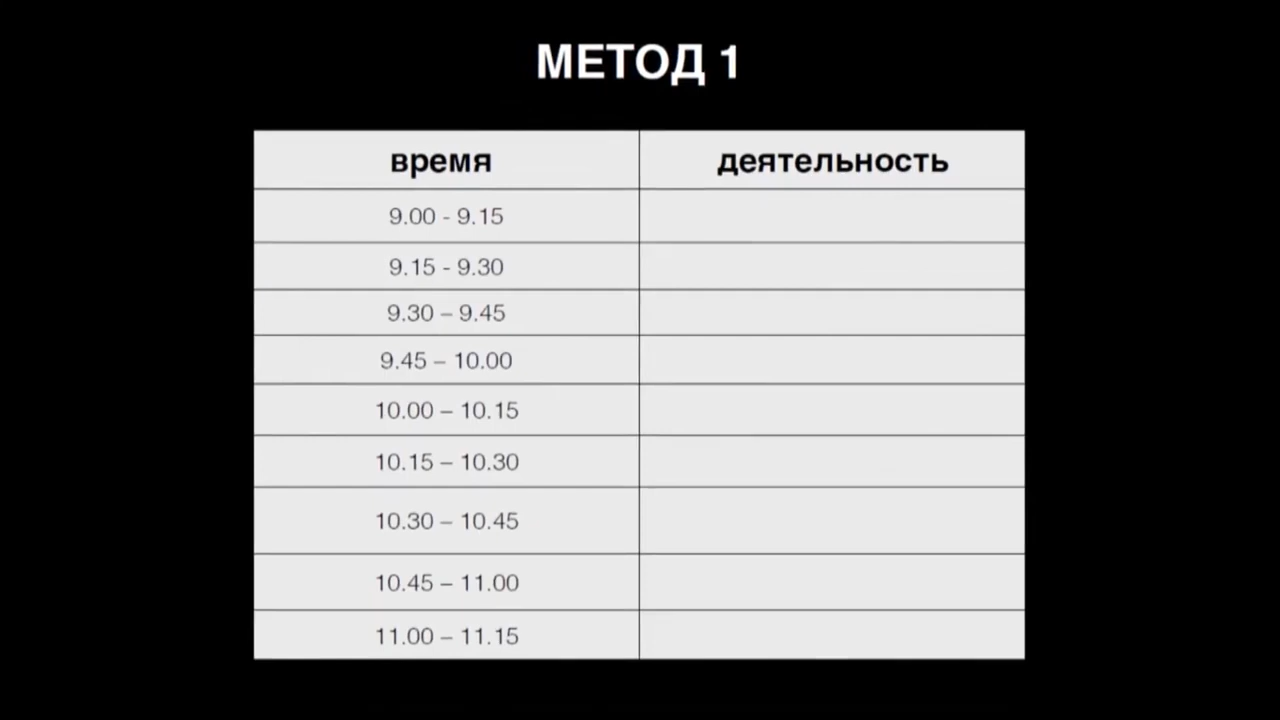 МЕТОД 1
время деятельность
9.00 - 9.15
9.15 - 9.30
9.30 – 9.45
9.45 – 10.00
10.00 – 10.15
10.15 – 10.30
10.30 – 10.45
10.45 – 11.00
11.00 – 11.15